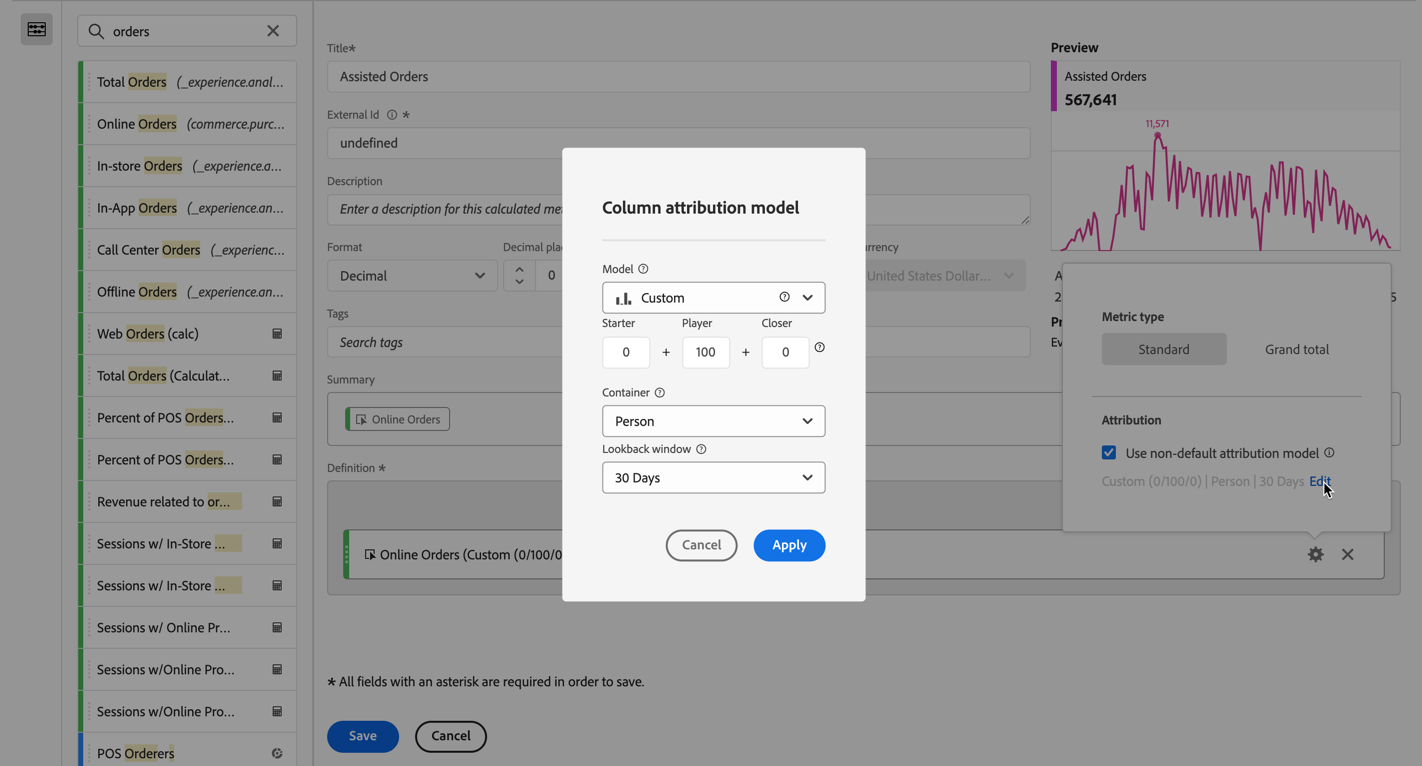 orders
Total Orders (_experience.anal...
Online Orders (commerce.purc...
In-store Orders (_experience.a...
In-App Orders (_experience.an...
Call Center Orders (_experienc...
Offline Orders (_experience.an...
Web Orders (calc)
Total Orders (Calculat...
Percent of POS Orders...
Percent of POS Orders...
Revenue related to or...
Sessions w/ In-Store ...
Sessions w/ In-Store ...
Sessions w/ Online Pr...
Sessions w/Online Pro...
Sessions w/Online Pro...
POS Orderers
Title*
Assisted Orders
External Id *
undefined
Description
Enter a description for this calculated me
Format
Decimal
Decimal pla
0
rrency
United States Dollar...
Tags
Search tags
Summary
Online Orders
Definition *
Online Orders (Custom (0/100/0
* All fields with an asterisk are required in order to save.
Save
Cancel
Column attribution model
Model
Custom
Starter Player Closer
0 + 100 + 0
Container
Person
Lookback window
30 Days
Cancel
Apply
Preview
Assisted Orders
567,641
11,571
A
2
5
Pr
Ev
Metric type
Standard
Grand total
Attribution
Use non-default attribution model
Custom (0/100/0) | Person | 30 Days Edit